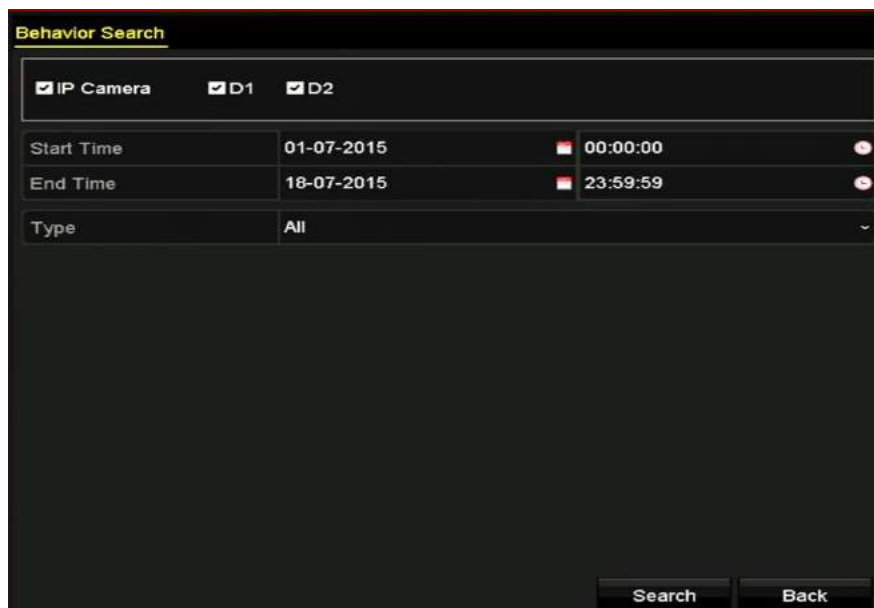 Behavior Search
IP Camera D1 D2
Start Time 01-07-2015 00:00:00
End Time 18-07-2015 23:59:59
Type All
Search Back